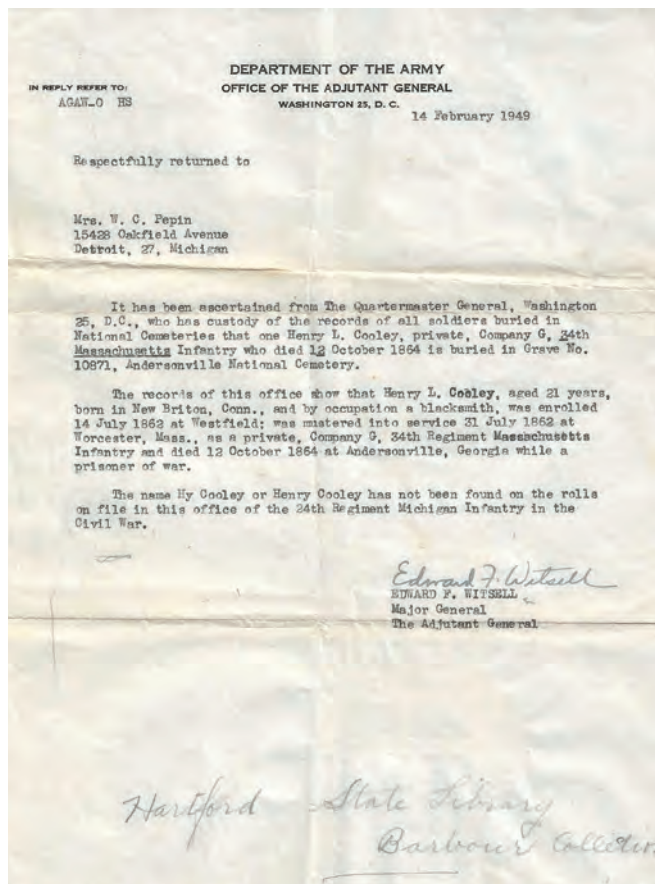 DEPARTMENT OF THE ARMY
IN REPLY REFER TO:
OFFICE OF THE ADJUTANT GENERAL
AGAW-O HS
WASHINGTON 25, D. C.
14 February 1949
Respectfully returned to
Mrs. W. C. Pepin
15428 Oakfield Avenue
Detroit, 27, Michigan
It has been ascertained from The Quartermaster General, Washington
25, D.C., who has custody of the records of all soldiers buried in
National Cemeteries that one Henry L. Cooley, private, Company G, 34th
Massachusetts Infantry who died 12 October 1864 is buried in Grave No.
10871, Andersonville National Cemetery.
The records of this office show that Henry L. Cooley, aged 21 years,
born in New Briton, Conn., and by occupation a blacksmith, was enrolled
14 July 1862 at Westfield; was mustered into service 31 July 1862 at
Worcester, Mass., as a private, Company G, 34th Regiment Massachusetts
Infantry and died 12 October 1864 at Andersonville, Georgia while a
prisoner of war.
The name Hy Cooley or Henry Cooley has not been found on the rolls
on file in this office of the 24th Regiment Michigan Infantry in the
Civil War.
Edward F. Witsell
EDWARD F. WITSELL
Major General
The Adjutant General
Hartford State Library
Barbour Collection